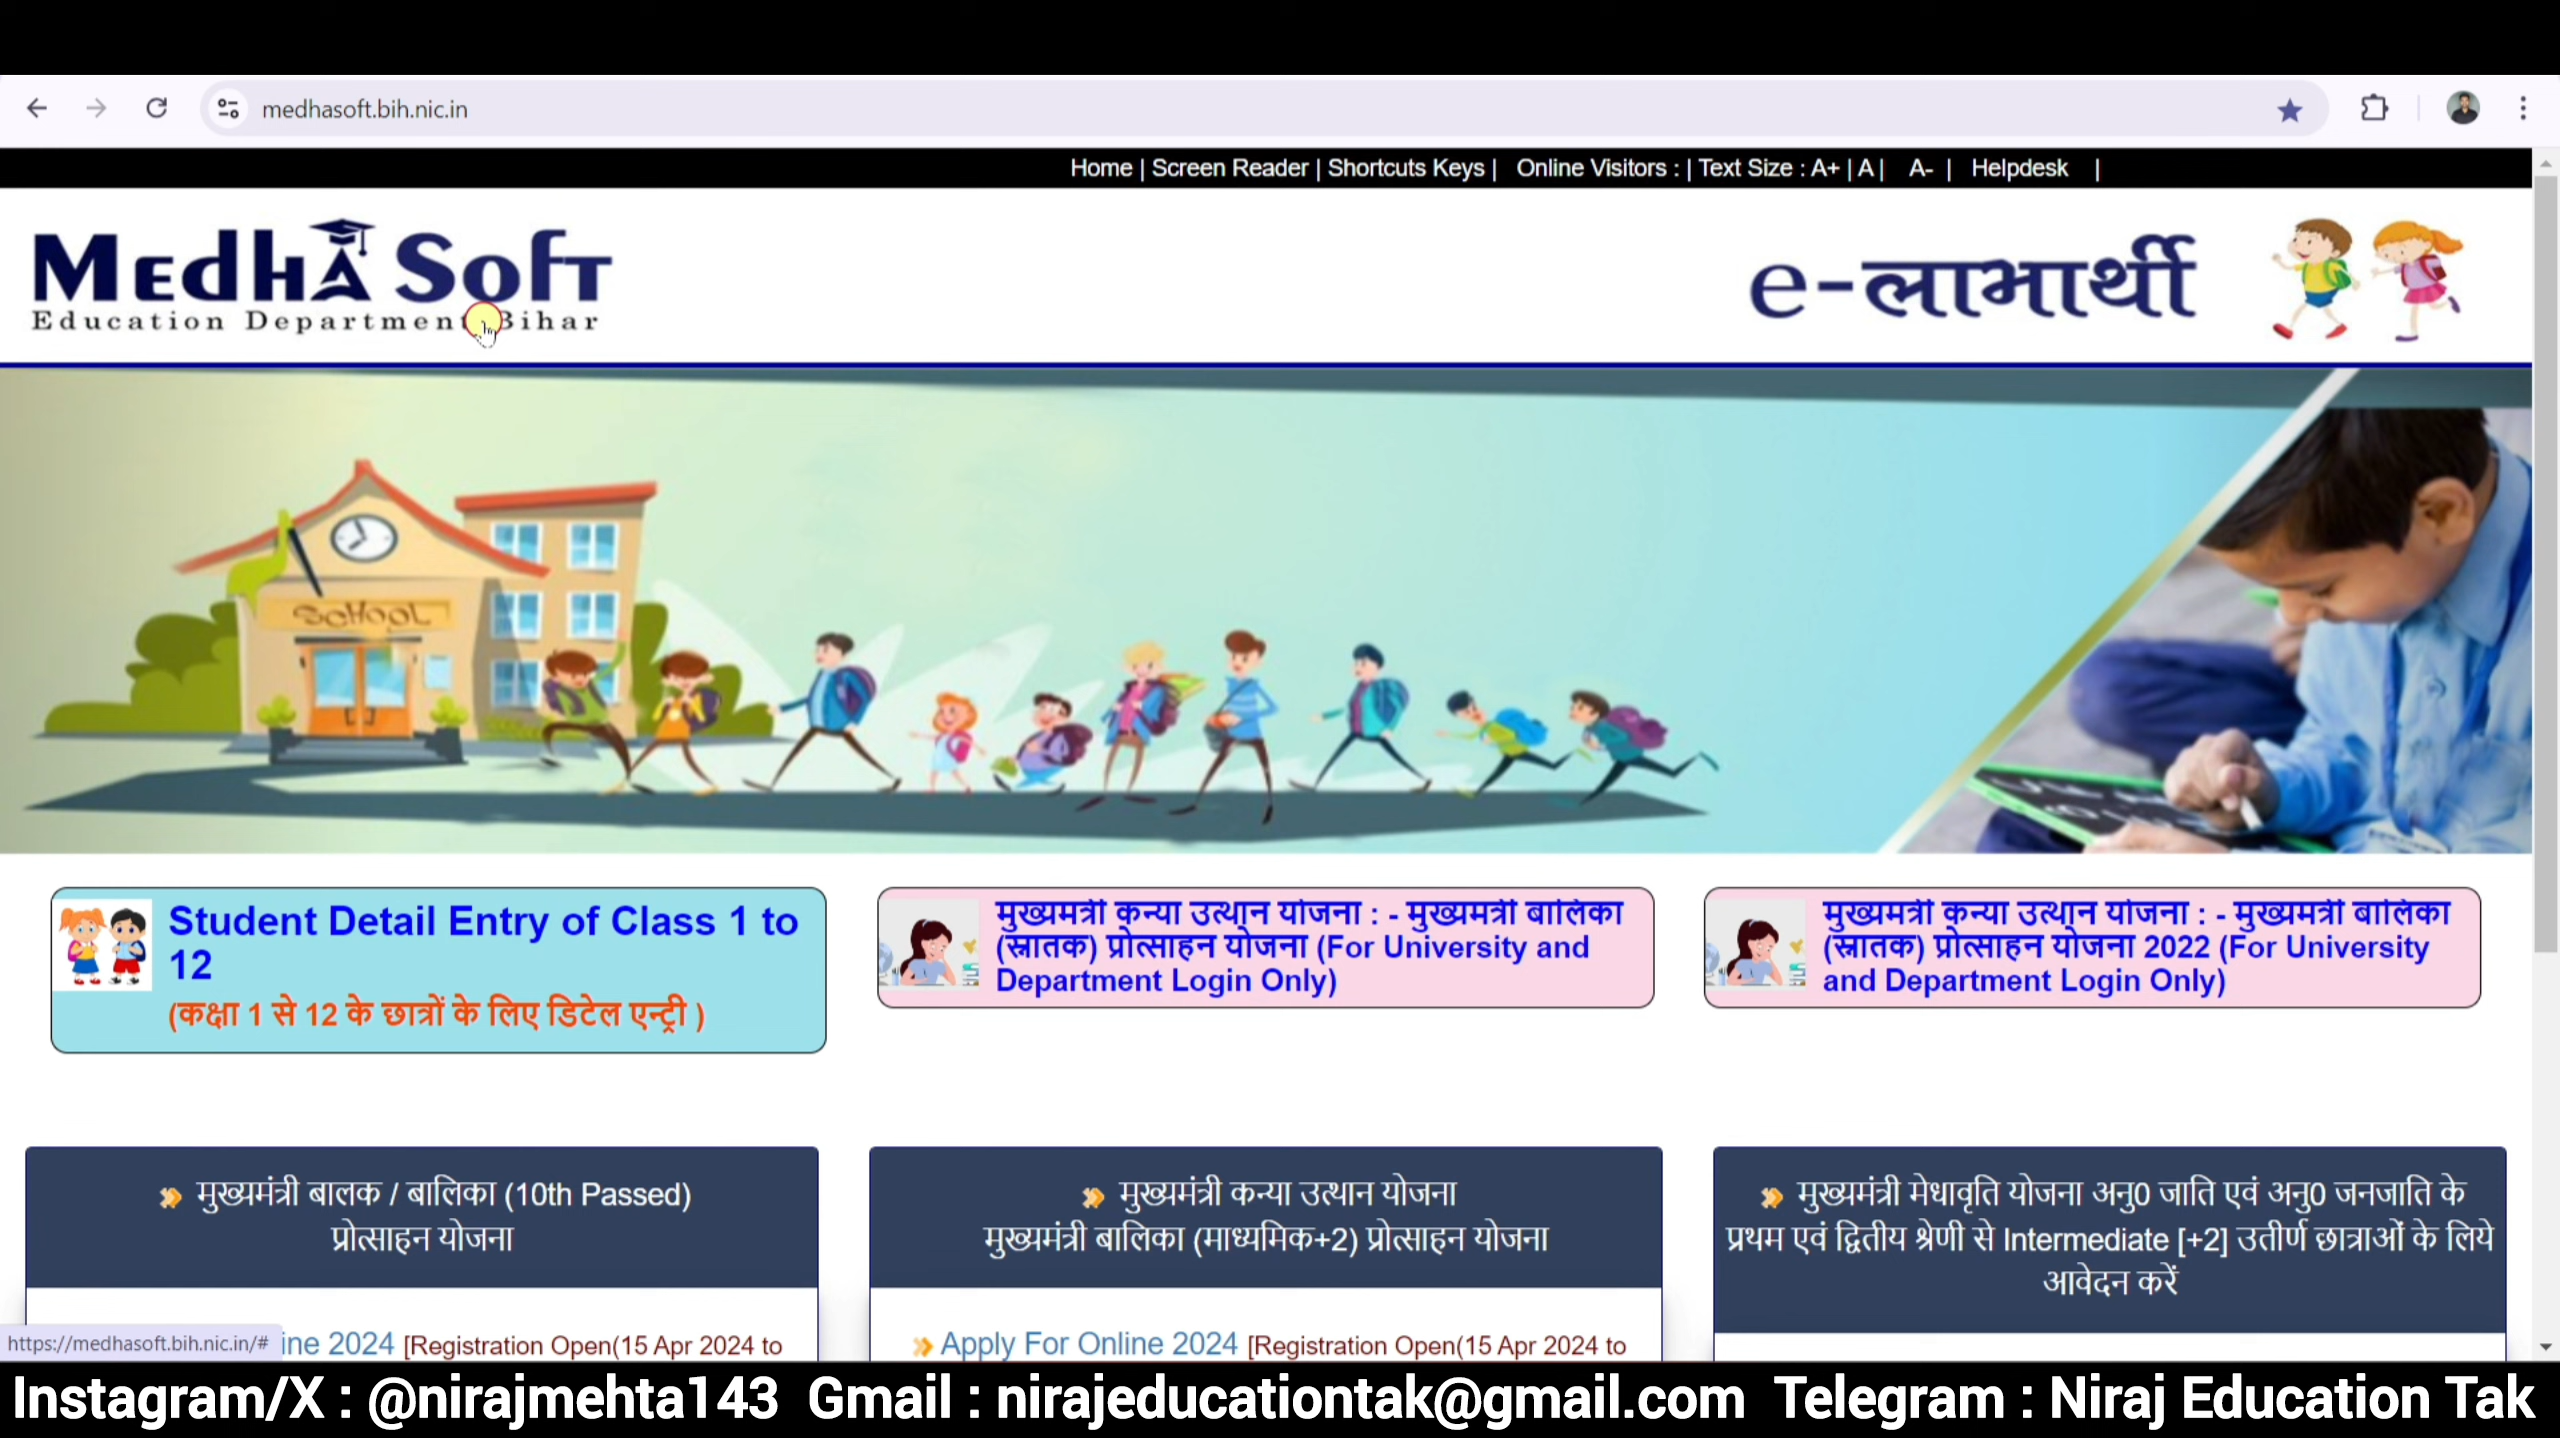 medhasoft.bih.nic.in
Home | Screen Reader | Shortcuts Keys | Online Visitors : | Text Size : A+ | A | A- | Helpdesk |
MEdhA SofT
Education Department Bihar
e-लाभार्थी
SCHOOL
Student Detail Entry of Class 1 to
12
(कक्षा 1 से 12 के छात्रों के लिए डिटेल एन्ट्री )
मुख्यमंत्री कन्या उत्थान योजना : - मुख्यमंत्री बालिका
(स्नातक) प्रोत्साहन योजना (For University and
Department Login Only)
मुख्यमंत्री कन्या उत्थान योजना : - मुख्यमंत्री बालिका
(स्नातक) प्रोत्साहन योजना 2022 (For University
and Department Login Only)
मुख्यमंत्री बालक / बालिका (10th Passed)
प्रोत्साहन योजना
मुख्यमंत्री कन्या उत्थान योजना
मुख्यमंत्री बालिका (माध्यमिक+2) प्रोत्साहन योजना
मुख्यमंत्री मेधावृति योजना अनु0 जाति एवं अनु0 जनजाति के
प्रथम एवं द्वितीय श्रेणी से Intermediate [+2] उतीर्ण छात्राओं के लिये
आवेदन करें
https://medhasoft.bih.nic.in/#
ine 2024 [Registration Open(15 Apr 2024 to
Apply For Online 2024 [Registration Open(15 Apr 2024 to
Instagram/X : @nirajmehta143 Gmail : nirajeducationtak@gmail.com Telegram : Niraj Education Tak